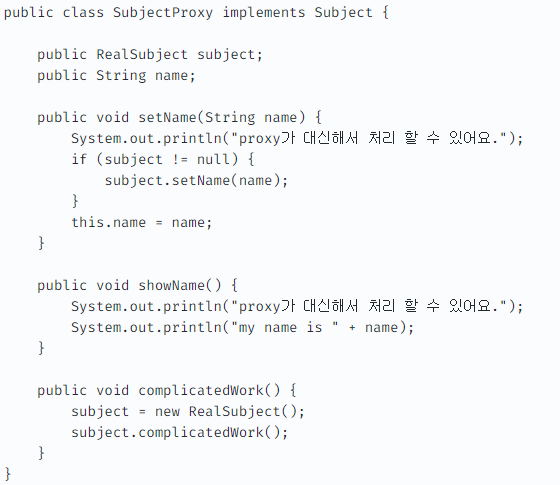 public class SubjectProxy implements Subject {
public RealSubject subject;
public String name;
public void setName(String name) {
System.out.println("proxy가 대신해서 처리 할 수 있어요.");
if (subject != null) {
subject.setName(name);
}
this.name = name;
}
public void showName() {
System.out.println("proxy가 대신해서 처리 할 수 있어요.");
System.out.println("my name is " + name);
}
public void complicatedWork() {
subject = new RealSubject();
subject.complicatedWork();
}
}